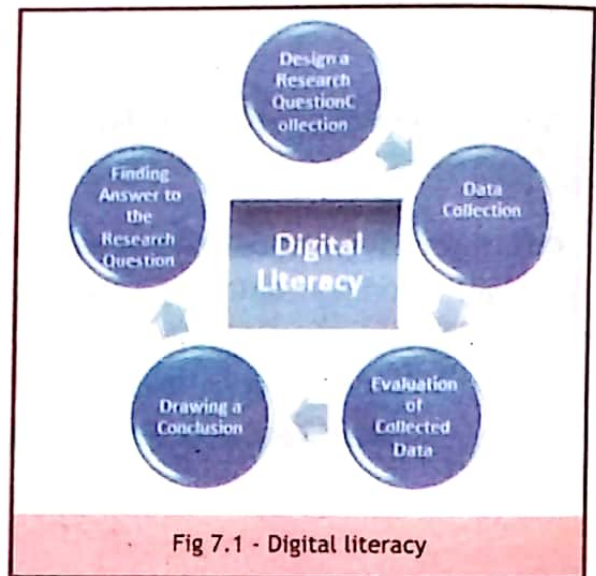 Design a
Research
QuestionC
ollection
Data
Collection
Evaluation
of
Collected
Data
Drawing a
Conclusion
Finding
Answer to
the
Research
Question
Digital
Literacy
Fig 7.1 - Digital literacy